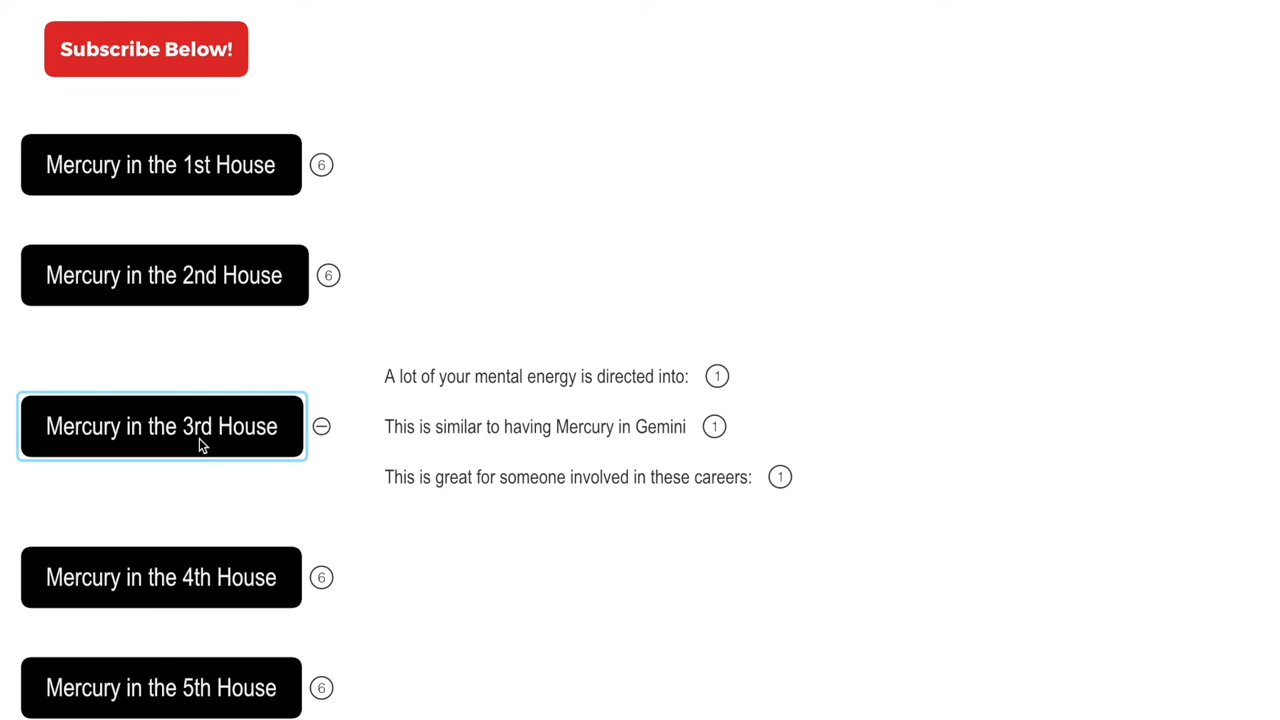 Subscribe Below!
Mercury in the 1st House 6
Mercury in the 2nd House 6
A lot of your mental energy is directed into: 1
Mercury in the 3rd House
This is similar to having Mercury in Gemini 1
This is great for someone involved in these careers: 1
Mercury in the 4th House 6
Mercury in the 5th House 6